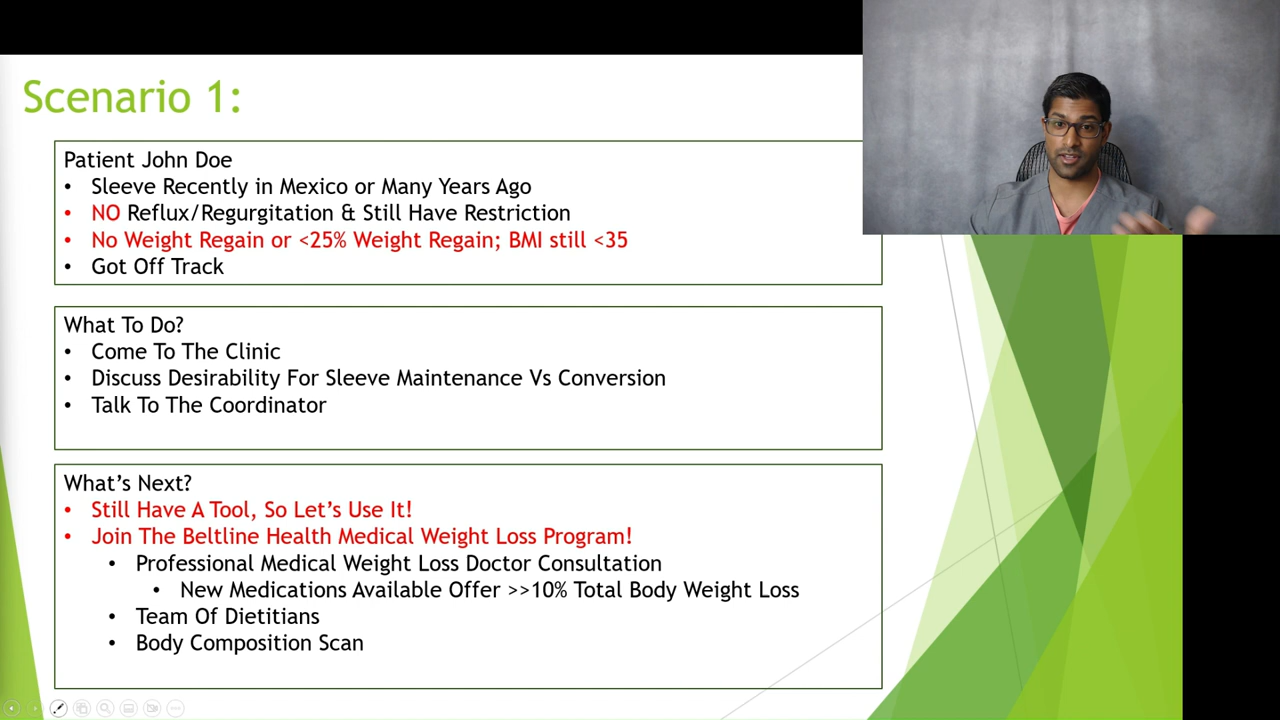 Scenario 1:
Patient John Doe
• Sleeve Recently in Mexico or Many Years Ago
• NO Reflux/Regurgitation & Still Have Restriction
• No Weight Regain or <25% Weight Regain; BMI still <35
• Got Off Track
What To Do?
• Come To The Clinic
• Discuss Desirability For Sleeve Maintenance Vs Conversion
• Talk To The Coordinator
What's Next?
• Still Have A Tool, So Let's Use It!
• Join The Beltline Health Medical Weight Loss Program!
• Professional Medical Weight Loss Doctor Consultation
• New Medications Available Offer >>10% Total Body Weight Loss
• Team Of Dietitians
• Body Composition Scan